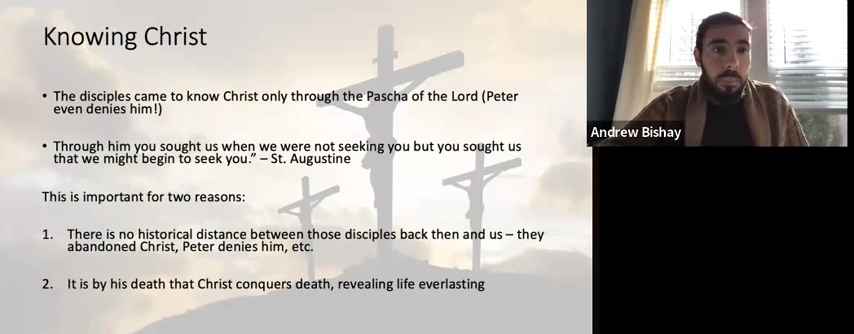 Knowing Christ
• The disciples came to know Christ only through the Pascha of the Lord (Peter
even denies him!)
• Through him you sought us when we were not seeking you but you sought us
that we might begin to seek you.” – St. Augustine
This is important for two reasons:
1. There is no historical distance between those disciples back then and us – they
abandoned Christ, Peter denies him, etc.
2. It is by his death that Christ conquers death, revealing life everlasting
Andrew Bishay